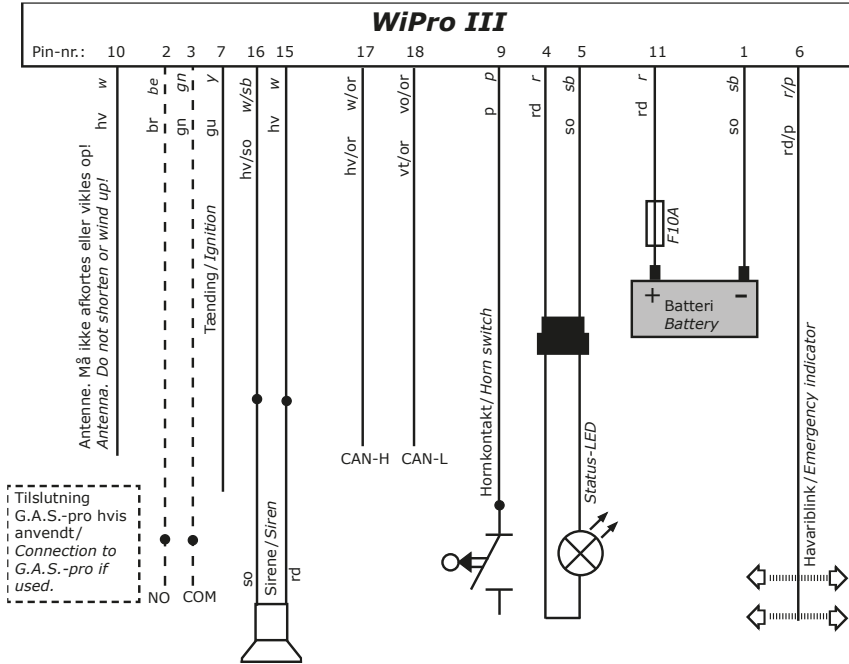 WiPro III
Pin-nr.: 10 2 3 7 16 15 17 18 9 4 5 11 1 6
hv w
Antenne. Må ikke afkortes eller vikles op!
Antenna. Do not shorten or wind up!
br be
gn gn
gu y
Tænding/Ignition
hv/so w/sb
hv w
Sirene/Siren
so
rd
hv/or w/or
vt/or vo/or
CAN-H CAN-L
p p
Hornkontakt/Horn switch
rd r
so sb
Status-LED
rd r
F10A
so sb
+ -
Batteri
Battery
rd/p r/p
Havariblink/Emergency indicator
Tilslutning
G.A.S.-pro hvis
anvendt/
Connection to
G.A.S.-pro if
used.
NO COM